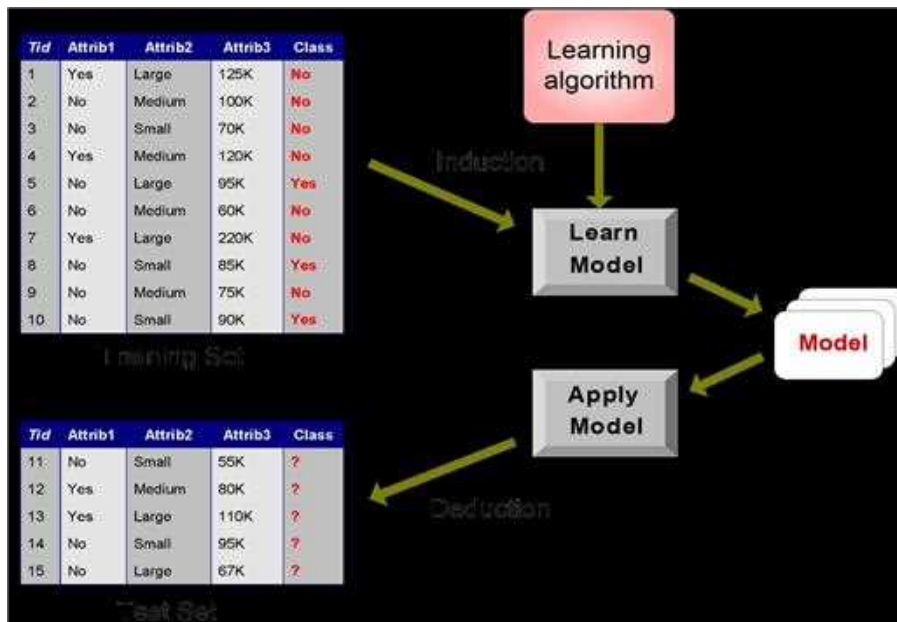 Tid Attrib1 Attrib2 Attrib3 Class
1 Yes Large 125K No
2 No Medium 100K No
3 No Small 70K No
4 Yes Medium 120K No
5 No Large 95K Yes
6 No Medium 60K No
7 Yes Large 220K No
8 No Small 85K Yes
9 No Medium 75K No
10 No Small 90K Yes
Training Set
Learning
algorithm
Induction
Learn
Model
Model
Apply
Model
Deduction
Tid Attrib1 Attrib2 Attrib3 Class
11 No Small 55K ?
12 Yes Medium 80K ?
13 Yes Large 110K ?
14 No Small 95K ?
15 No Large 67K ?
Test Set